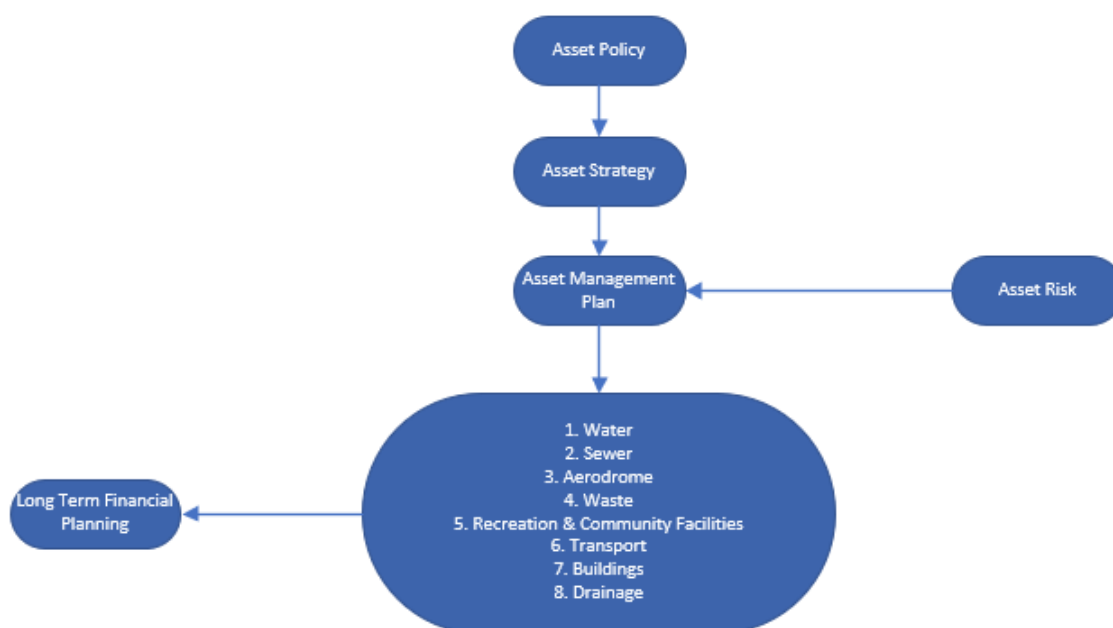 Asset Policy
Asset Strategy
Asset Management
Plan
Asset Risk
1. Water
2. Sewer
3. Aerodrome
4. Waste
5. Recreation & Community Facilities
6. Transport
7. Buildings
8. Drainage
Long Term Financial
Planning